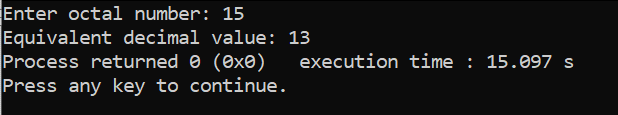 Enter octal number: 15
Equivalent decimal value: 13
Process returned 0 (0x0)   execution time : 15.097 s
Press any key to continue.